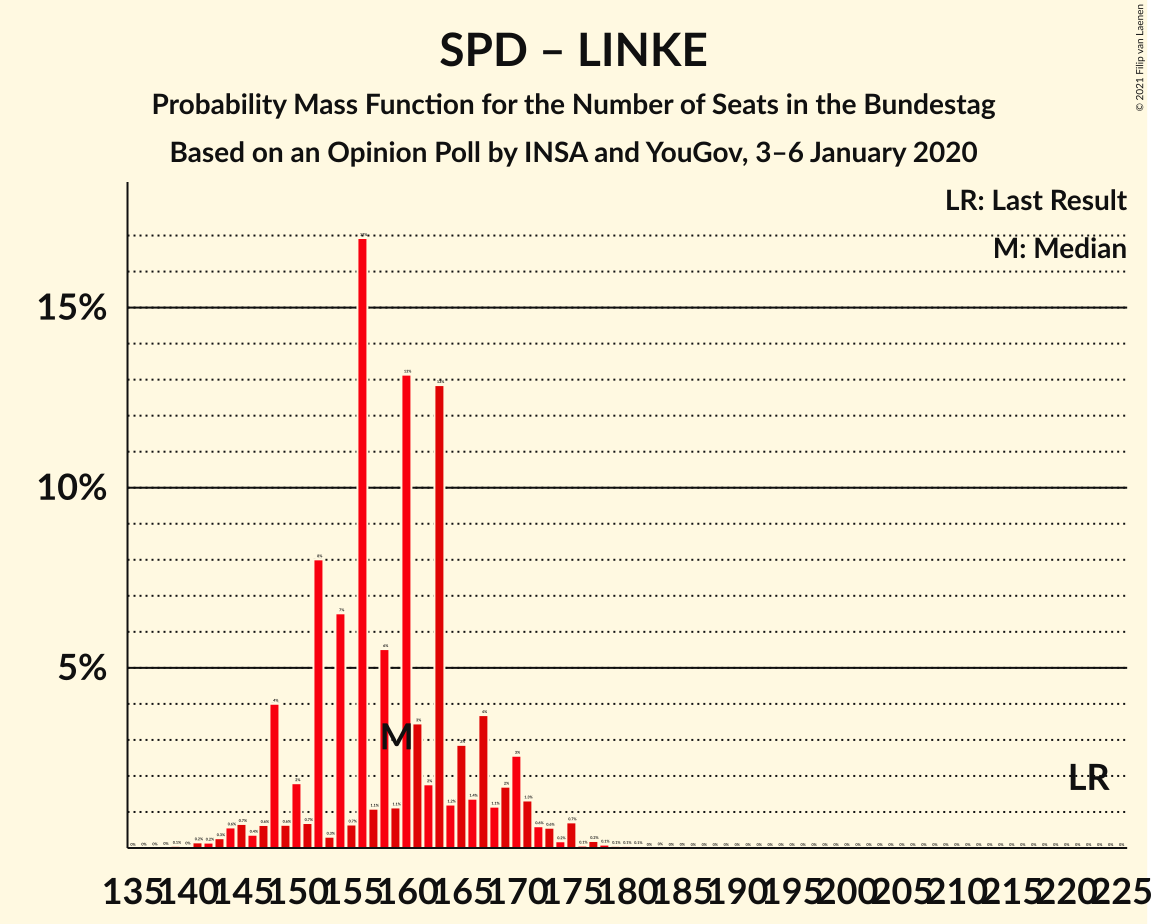 SPD – LINKE
Probability Mass Function for the Number of Seats in the Bundestag
Based on an Opinion Poll by INSA and YouGov, 3–6 January 2020
© 2021 Filip van Laenen
LR: Last Result
M: Median
15%
10%
5%
M
LR
135 140 145 150 155 160 165 170 175 180 185 190 195 200 205 210 215 220 225